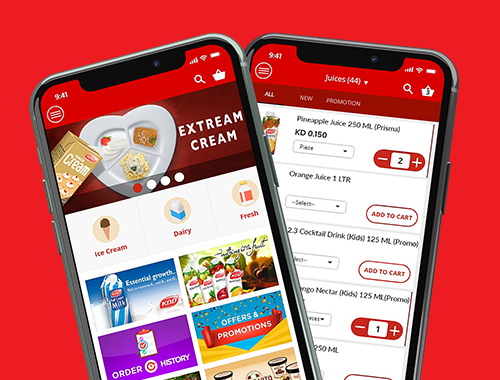 9:41
EXTREAM
CREAM
Cream
Ice Cream
Dairy
Fresh
Essential growth..
MILK
KDD
OFFERS &
PROMOTIONS
ORDER HISTORY
9:41
Juices (44)
ALL NEW PROMOTION
Pineapple Juice 250 ML (Prisma)
KD 0.150
Piece
2
Orange Juice 1 LTR
--Select--
ADD TO CART
2.3 Cocktail Drink (Kids) 125 ML (Promo)
Select--
ADD TO CART
ngo Nectar (Kids) 125 ML(Promo)
ieces
1
250 ML